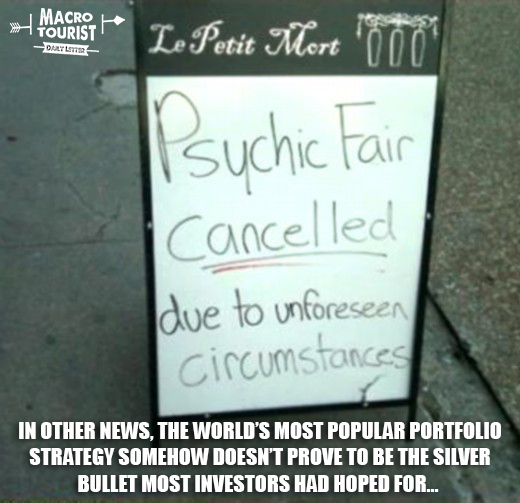 MACRO
TOURIST
DAILY LETTER
Le Petit Mort
Psychic Fair
Cancelled
due to unforeseen
circumstances
IN OTHER NEWS, THE WORLD'S MOST POPULAR PORTFOLIO
STRATEGY SOMEHOW DOESN'T PROVE TO BE THE SILVER
BULLET MOST INVESTORS HAD HOPED FOR...